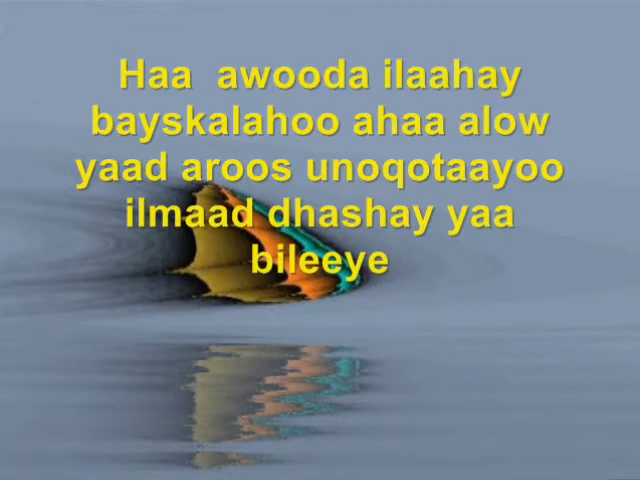 Haa  awooda ilaahay
bayskalahoo ahaa alow
yaad aroos unoqotaayoo
ilmaad dhashay yaa
bileeye